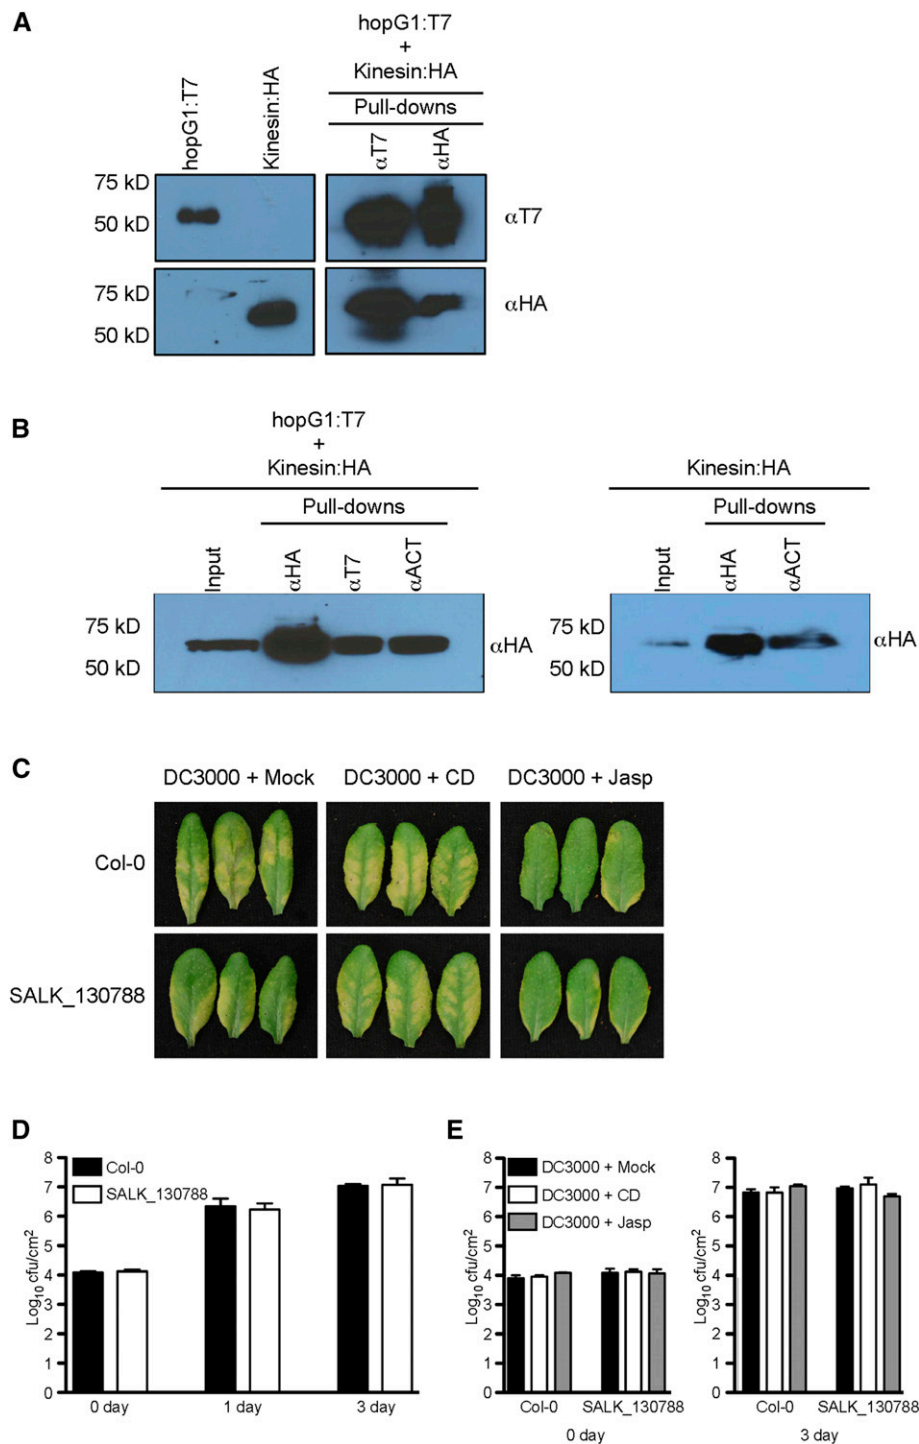 A
hopG1:T7
+
Kinesin:HA
Pull-downs
hopG1:T7
Kinesin:HA
αT7
αHA
75 kD
50 kD
αT7
75 kD
50 kD
αHA
B
hopG1:T7
+
Kinesin:HA
Pull-downs
Input
αHA
αT7
αACT
75 kD
50 kD
αHA
Kinesin:HA
Pull-downs
Input
αHA
αACT
75 kD
50 kD
αHA
C
DC3000 + Mock
DC3000 + CD
DC3000 + Jasp
Col-0
SALK_130788
D
Log10 cfu/cm2
8
7
6
5
4
3
2
1
0
Col-0
SALK_130788
0 day
1 day
3 day
E
Log10 cfu/cm2
8
7
6
5
4
3
2
1
0
DC3000 + Mock
DC3000 + CD
DC3000 + Jasp
Col-0
SALK_130788
0 day
Log10 cfu/cm2
8
7
6
5
4
3
2
1
0
Col-0
SALK_130788
3 day